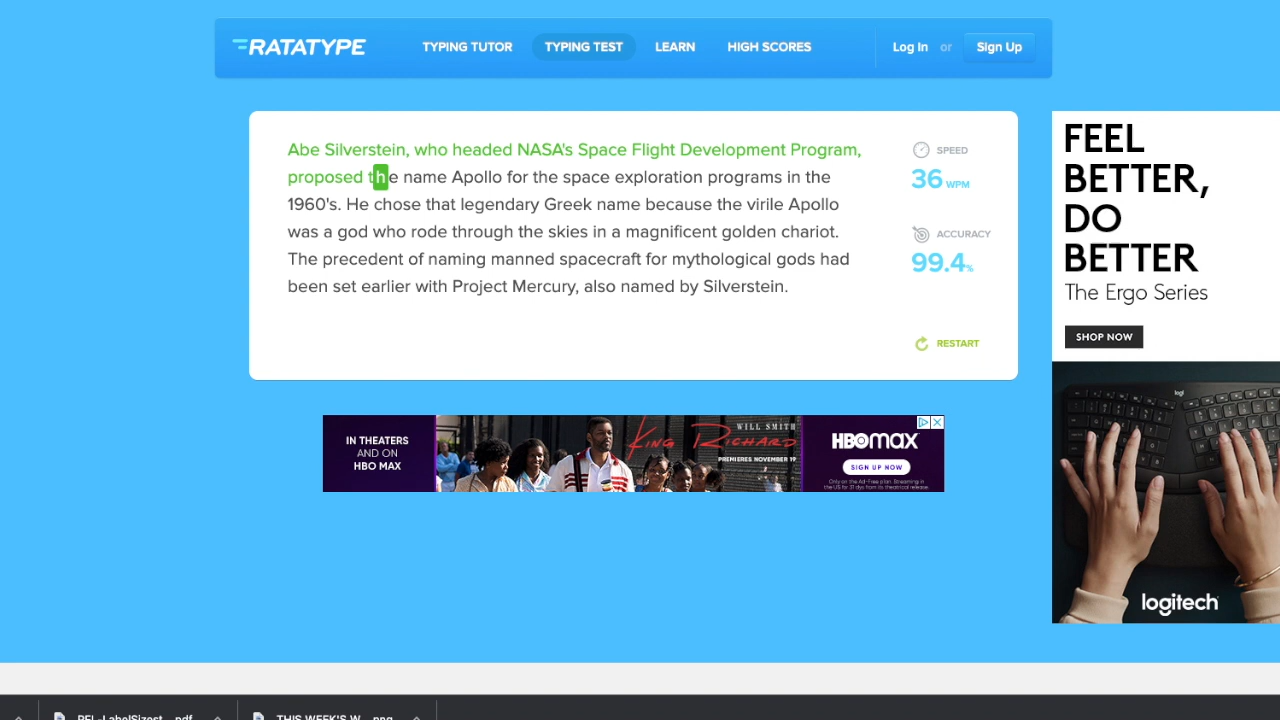 RATATYPE
TYPING TUTOR
TYPING TEST
LEARN
HIGH SCORES
Log In or Sign Up
Abe Silverstein, who headed NASA's Space Flight Development Program,
proposed the name Apollo for the space exploration programs in the
1960's. He chose that legendary Greek name because the virile Apollo
was a god who rode through the skies in a magnificent golden chariot.
The precedent of naming manned spacecraft for mythological gods had
been set earlier with Project Mercury, also named by Silverstein.
SPEED
36 WPM
ACCURACY
99.4%
RESTART
FEEL
BETTER,
DO
BETTER
The Ergo Series
SHOP NOW
logi
logitech
IN THEATERS
AND ON
HBO MAX
WILL SMITH
KING RICHARD
PREMIERES NOVEMBER 19
HBOMAX
SIGN UP NOW
Only on the Ad-Free plan. Streaming in
the US for 31 days from its theatrical release.
PFL-LabelSizest....pdf
THIS WEEK'S W....png